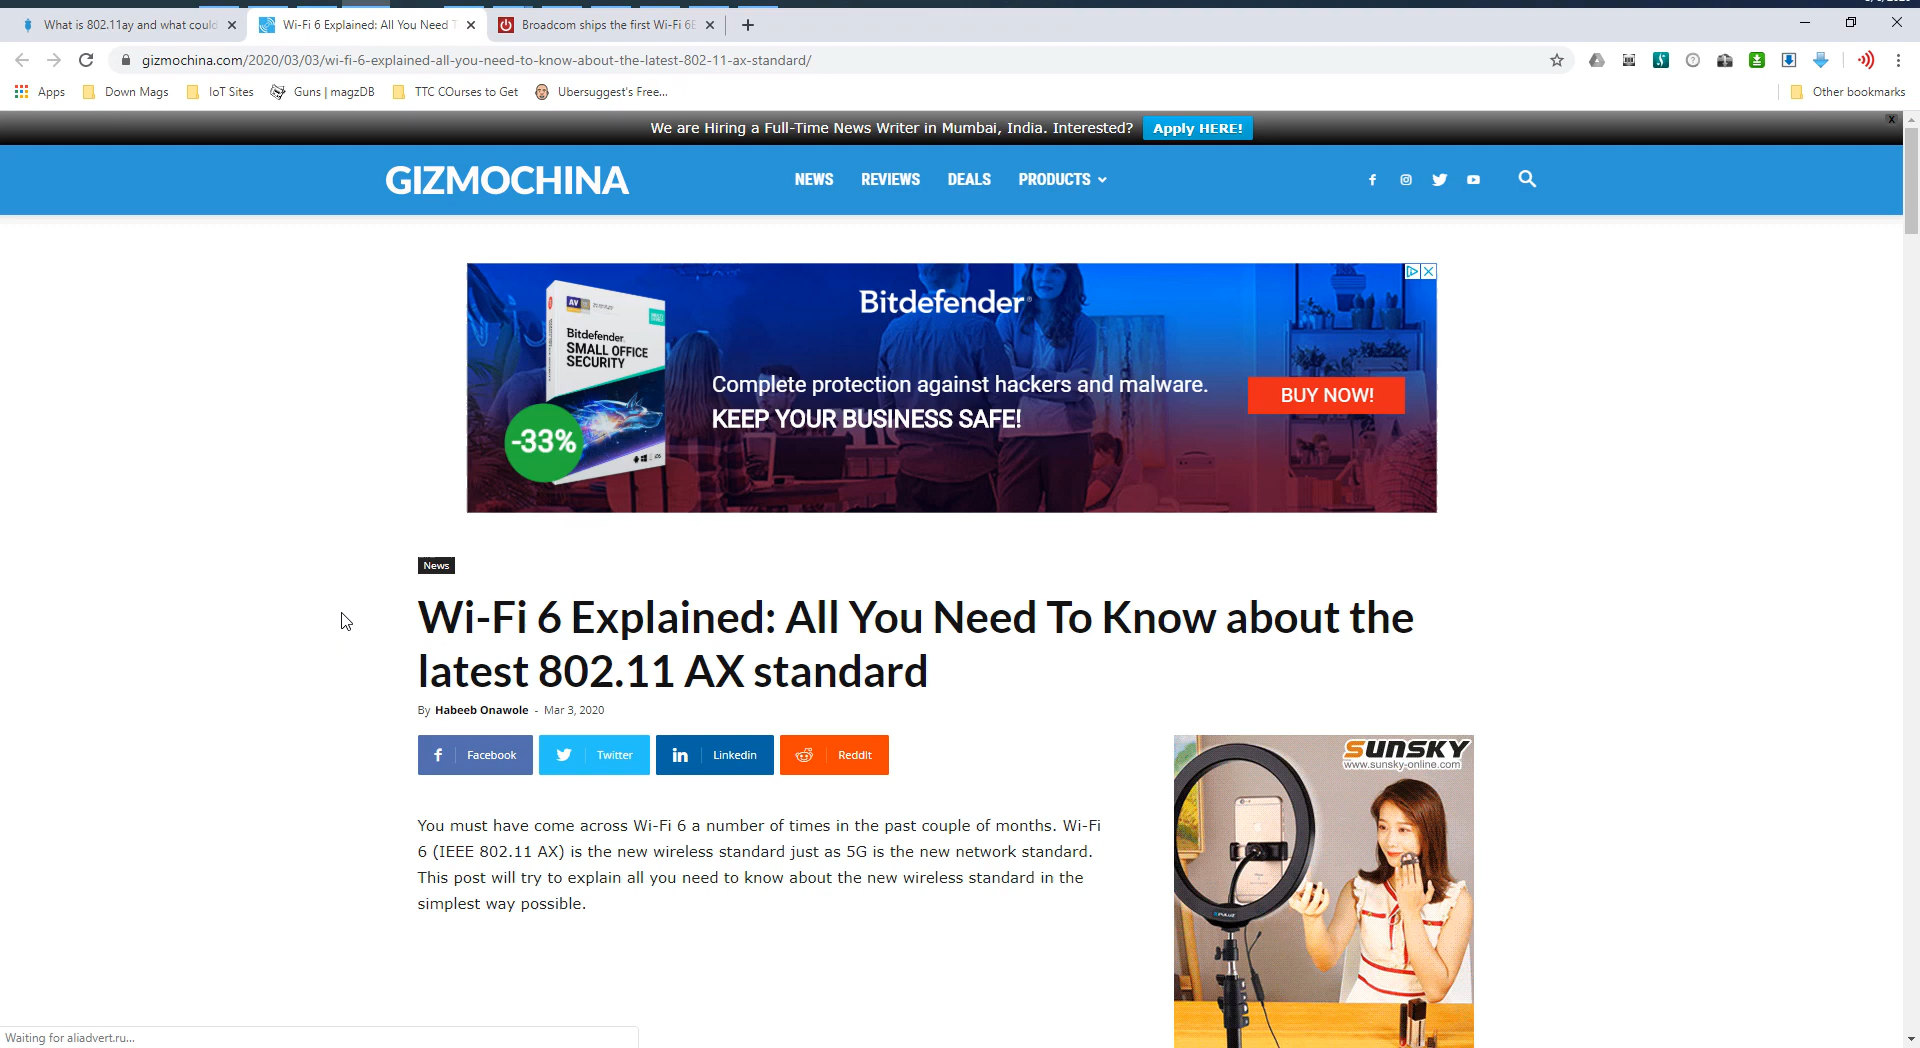 What is 802.11ay and what could
Wi-Fi 6 Explained: All You Need T
Broadcom ships the first Wi-Fi 6E
gizmochina.com/2020/03/03/wi-fi-6-explained-all-you-need-to-know-about-the-latest-802-11-ax-standard/
Apps
Down Mags
IoT Sites
Guns | magzDB
TTC COurses to Get
Ubersuggest's Free...
Other bookmarks
We are Hiring a Full-Time News Writer in Mumbai, India. Interested? Apply HERE!
X
GIZMOCHINA
NEWS REVIEWS DEALS PRODUCTS
Bitdefender
Bitdefender
SMALL OFFICE
SECURITY
-33%
Complete protection against hackers and malware.
KEEP YOUR BUSINESS SAFE!
BUY NOW!
News
Wi-Fi 6 Explained: All You Need To Know about the
latest 802.11 AX standard
By Habeeb Onawole - Mar 3, 2020
Facebook
Twitter
Linkedin
ReddIt
SUNSKY
www.sunsky-online.com
You must have come across Wi-Fi 6 a number of times in the past couple of months. Wi-Fi
6 (IEEE 802.11 AX) is the new wireless standard just as 5G is the new network standard.
This post will try to explain all you need to know about the new wireless standard in the
simplest way possible.
Waiting for aliadvert.ru...